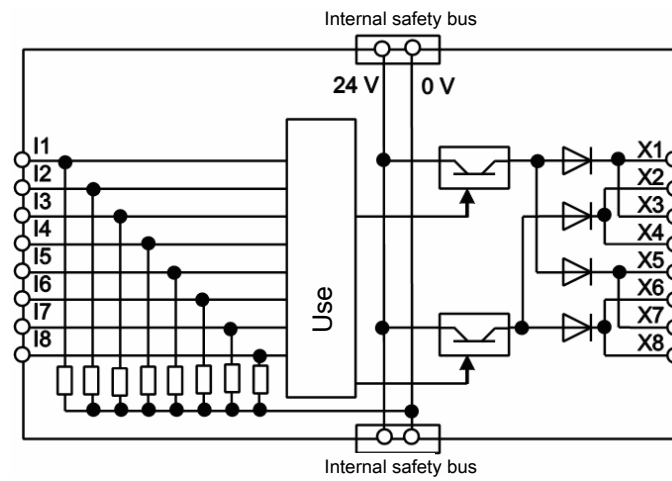 Internal safety bus
24 V 0 V
I1
I2
I3
I4
I5
I6
I7
I8
Use
X1
X2
X3
X4
X5
X6
X7
X8
Internal safety bus